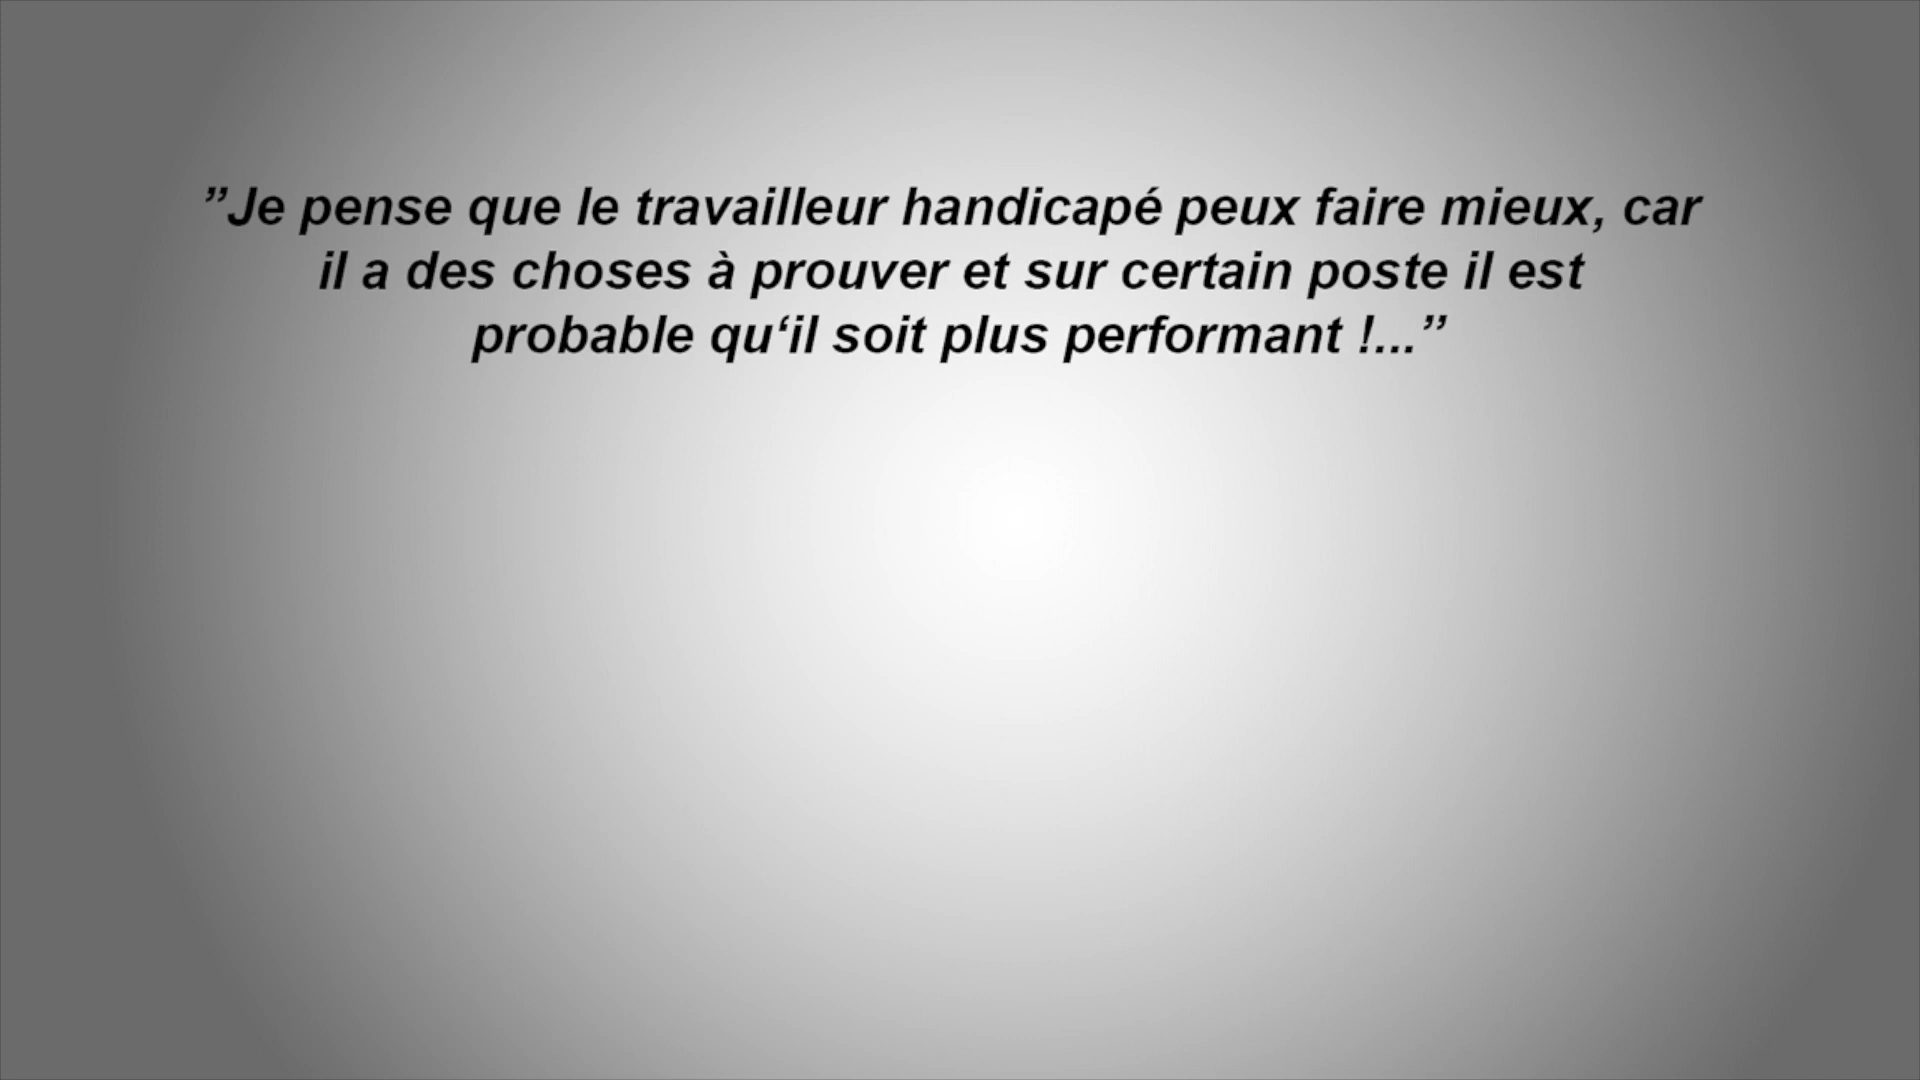 ”Je pense que le travailleur handicapé peux faire mieux, car
il a des choses à prouver et sur certain poste il est
probable qu‘il soit plus performant !...”